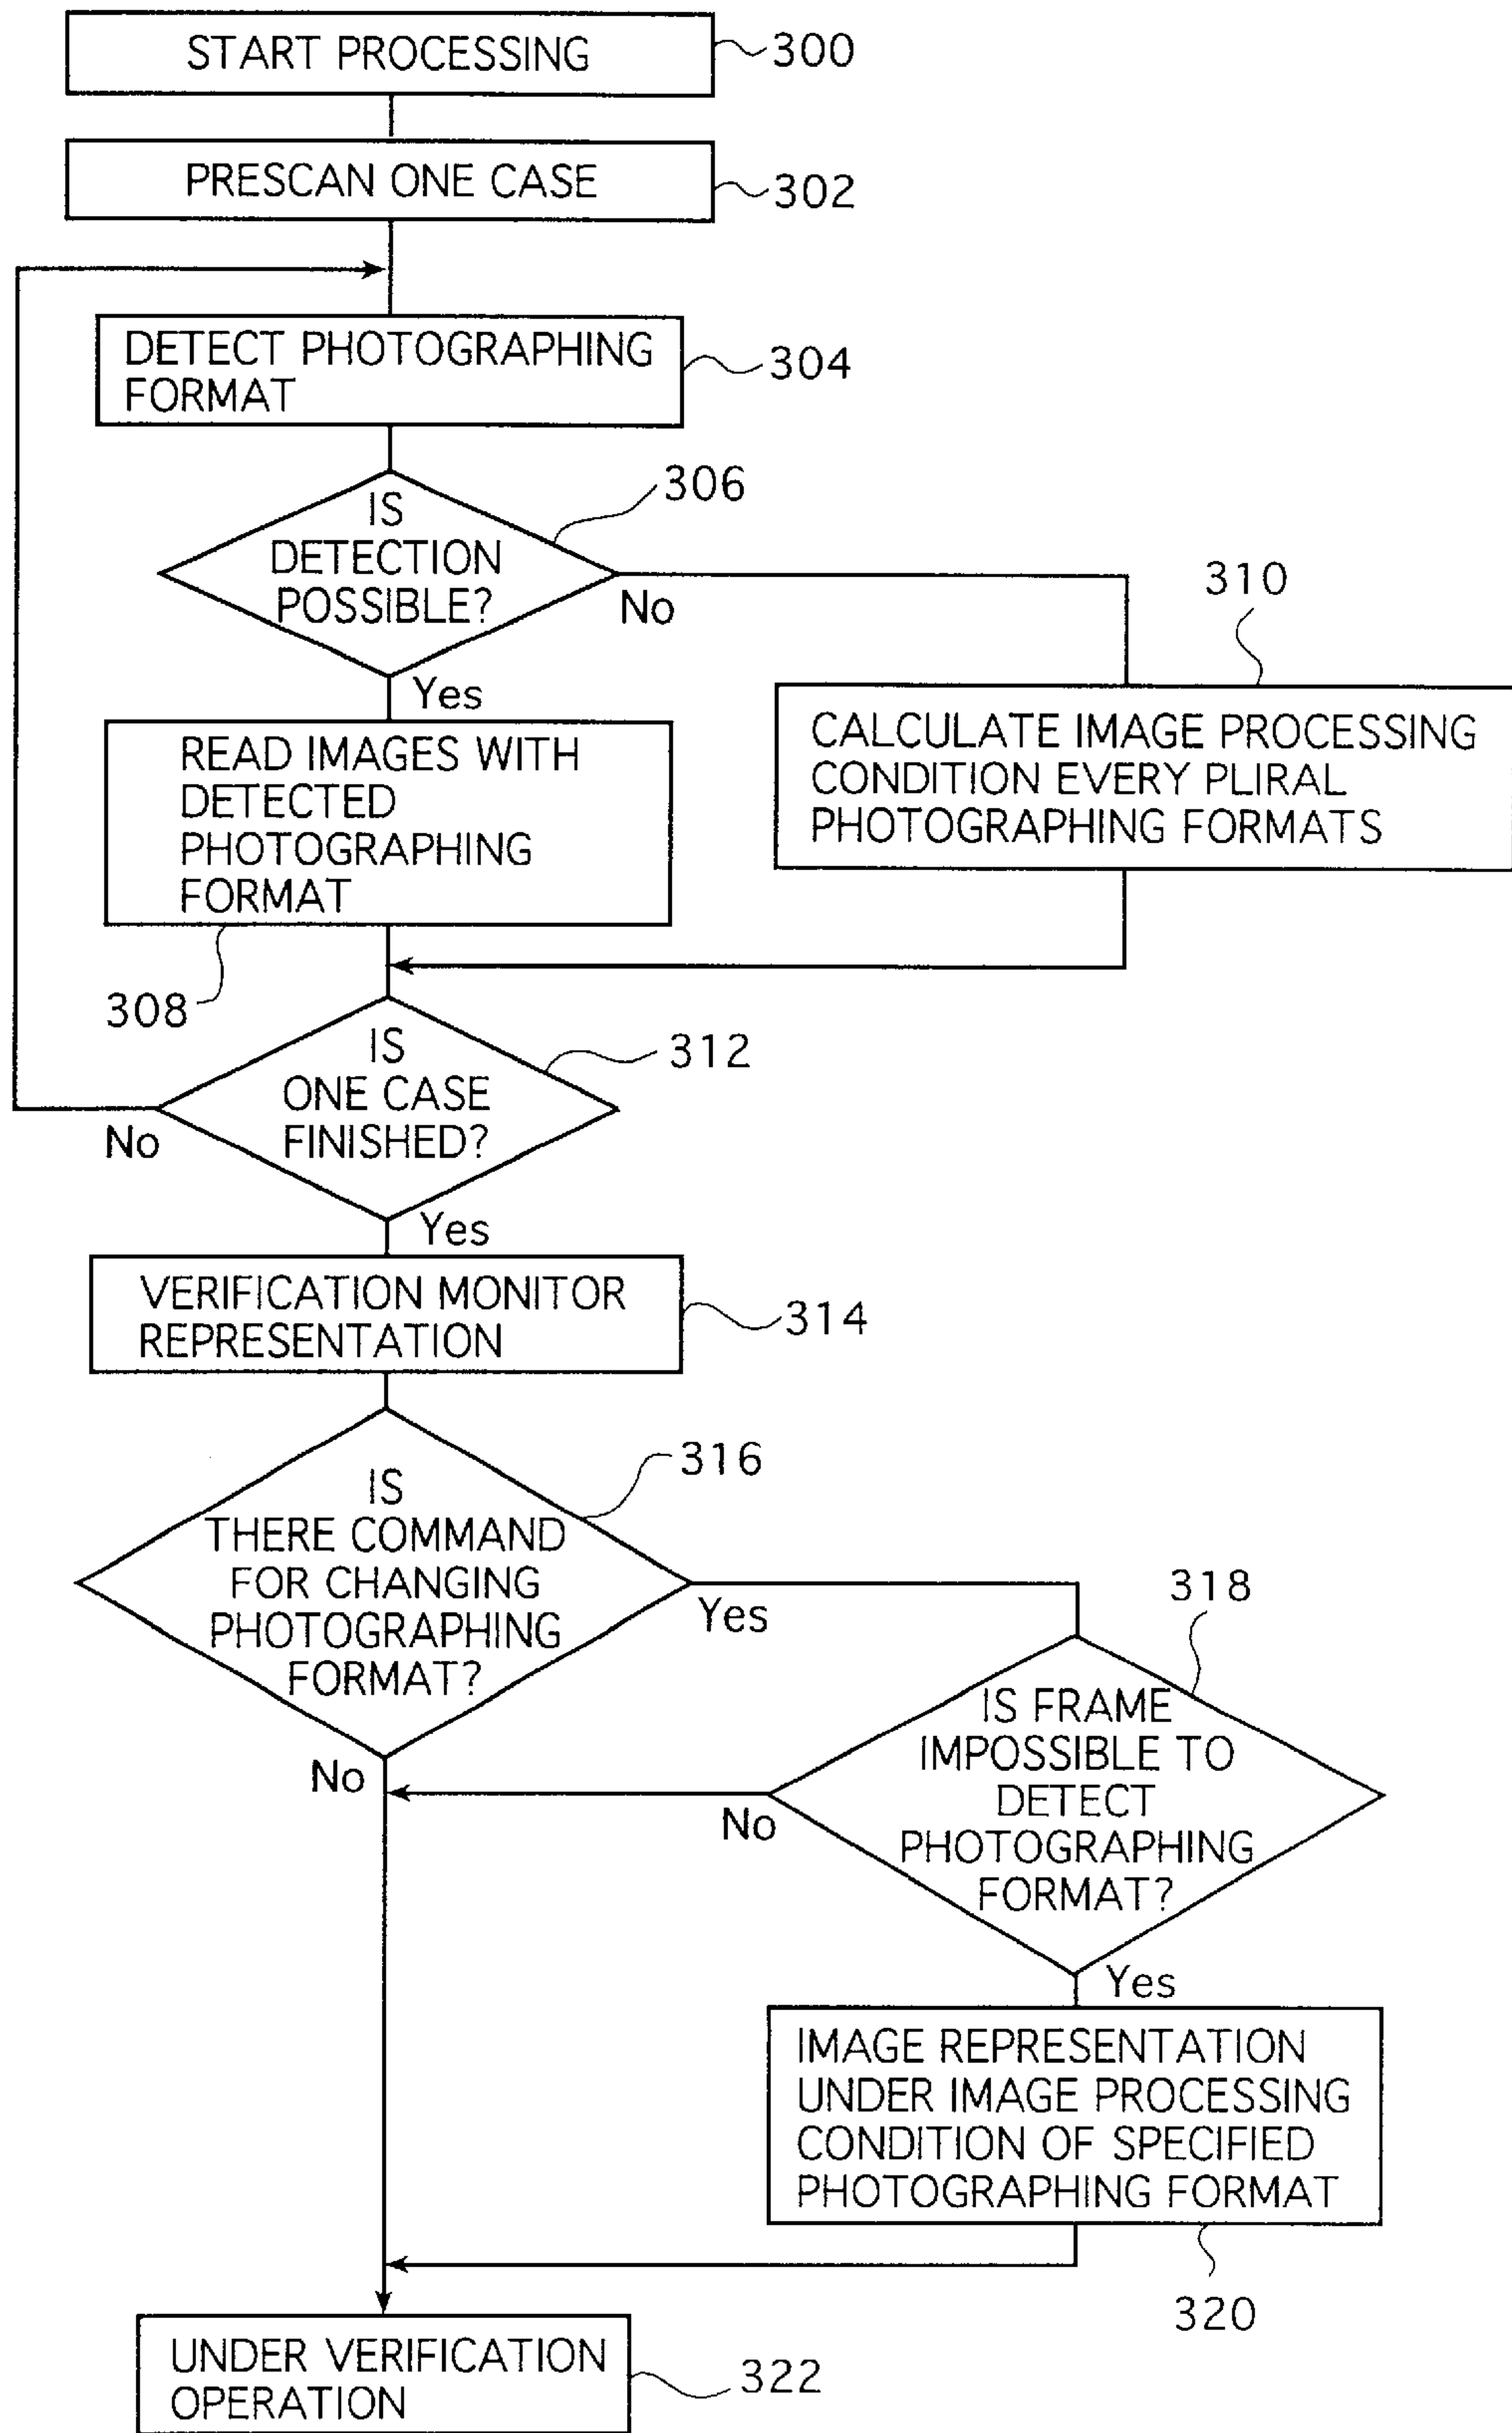 START PROCESSING
300
PRESCAN ONE CASE
302
DETECT PHOTOGRAPHING
FORMAT
304
IS
DETECTION
POSSIBLE?
306
No
Yes
310
CALCULATE IMAGE PROCESSING
CONDITION EVERY PLIRAL
PHOTOGRAPHING FORMATS
READ IMAGES WITH
DETECTED
PHOTOGRAPHING
FORMAT
308
IS
ONE CASE
FINISHED?
312
No
Yes
VERIFICATION MONITOR
REPRESENTATION
314
IS
THERE COMMAND
FOR CHANGING
PHOTOGRAPHING
FORMAT?
316
Yes
No
318
IS FRAME
IMPOSSIBLE TO
DETECT
PHOTOGRAPHING
FORMAT?
No
Yes
IMAGE REPRESENTATION
UNDER IMAGE PROCESSING
CONDITION OF SPECIFIED
PHOTOGRAPHING FORMAT
320
UNDER VERIFICATION
OPERATION
322